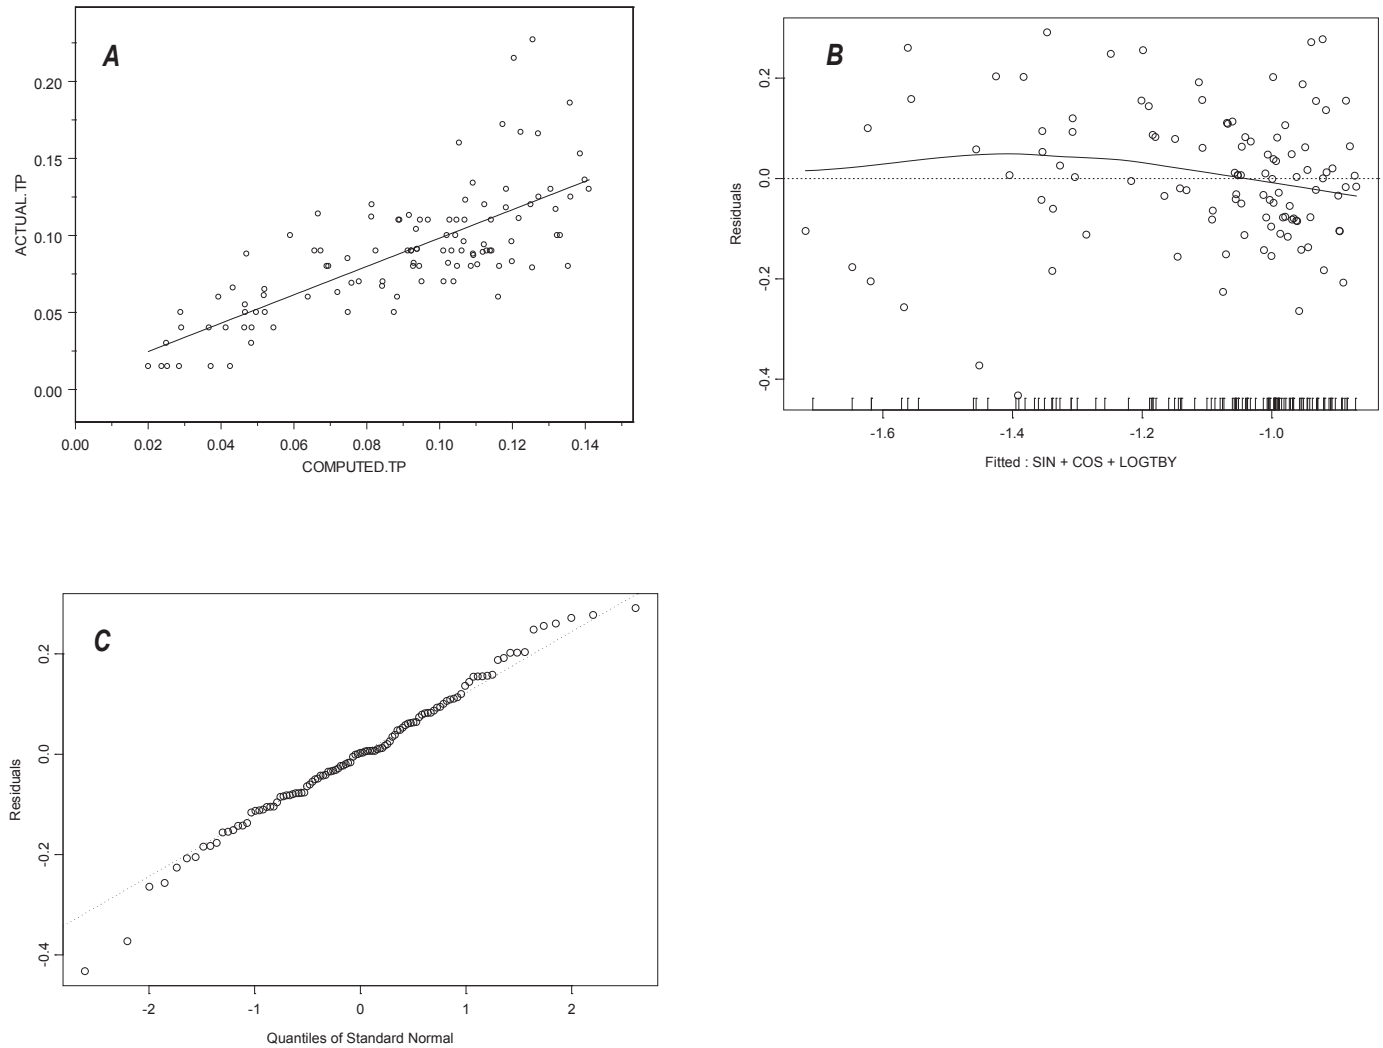 A
0.20
0.15
0.10
0.05
0.00
ACTUAL.TP
0.00 0.02 0.04 0.06 0.08 0.10 0.12 0.14
COMPUTED.TP
B
0.2
0.0
-0.2
-0.4
Residuals
-1.6 -1.4 -1.2 -1.0
Fitted : SIN + COS + LOGTBY
C
0.2
0.0
-0.2
-0.4
Residuals
-2 -1 0 1 2
Quantiles of Standard Normal